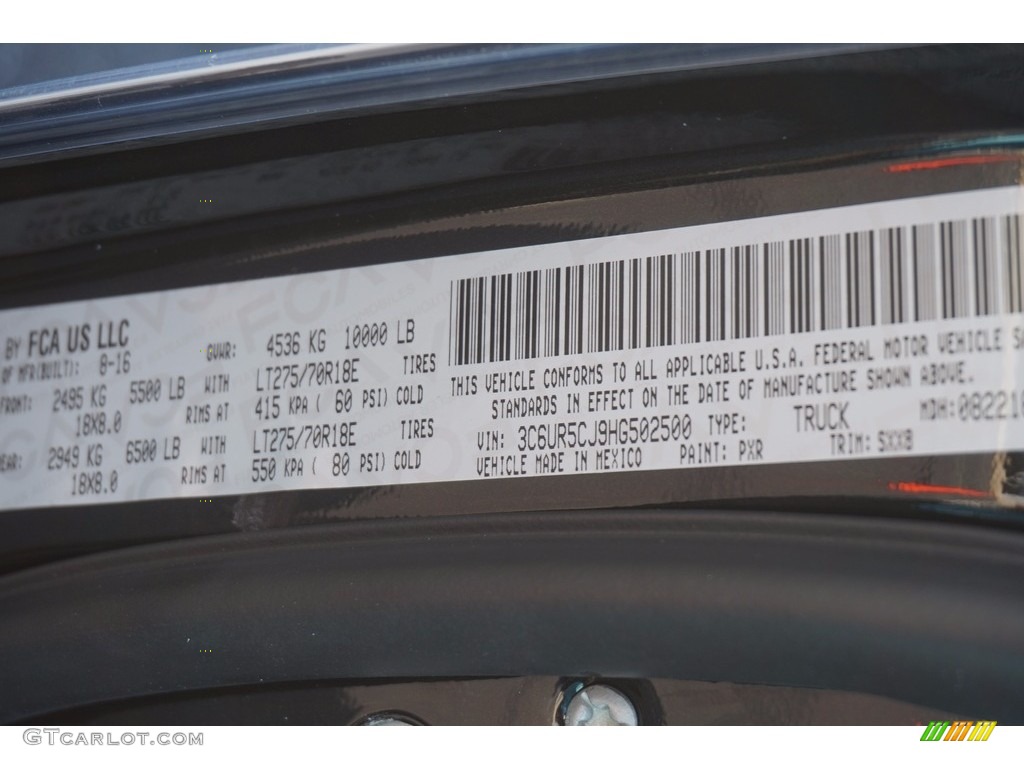 BY FCA US LLC
OF MFR(BUILT): 8-16 GVWR: 4536 KG 10000 LB
FRONT: 2495 KG 5500 LB WITH LT275/70R18E TIRES
18X8.0 RIMS AT 415 KPA ( 60 PSI) COLD
REAR: 2949 KG 6500 LB WITH LT275/70R18E TIRES
18X8.0 RIMS AT 550 KPA ( 80 PSI) COLD
THIS VEHICLE CONFORMS TO ALL APPLICABLE U.S.A. FEDERAL MOTOR VEHICLE SA
STANDARDS IN EFFECT ON THE DATE OF MANUFACTURE SHOWN ABOVE.
VIN: 3C6UR5CJ9HG502500 TYPE: TRUCK MDH: 082210
VEHICLE MADE IN MEXICO PAINT: PXR TRIM: SXX8
GTCARLOT.COM